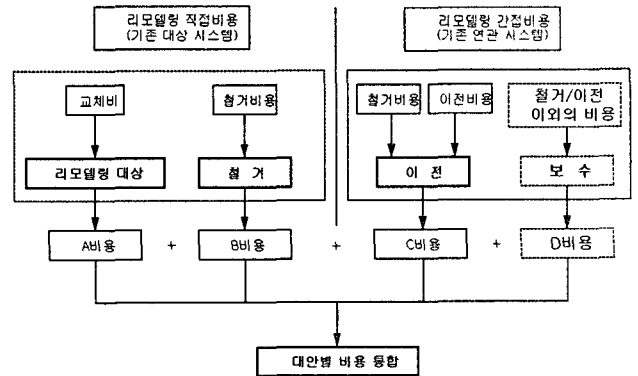 리모델링 직접비용
(기존 대상 시스템)
리모델링 간접비용
(기존 연관 시스템)
교체비
철거비용
철거비용
이전비용
철거/이전
이외의 비용
리모델링 대상
철 거
이 전
보 수
A비용 + B비용 + C비용 + D비용
대안별 비용 통합